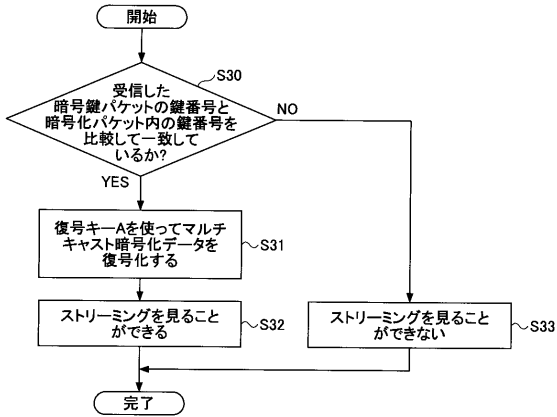 開始
S30
受信した
暗号鍵パケットの鍵番号と
暗号化パケット内の鍵番号を
比較して一致して
いるか?
NO
YES
復号キーAを使ってマルチ
キャスト暗号化データを
復号化する
S31
ストリーミングを見ること
ができる
S32
ストリーミングを見ること
ができない
S33
完了